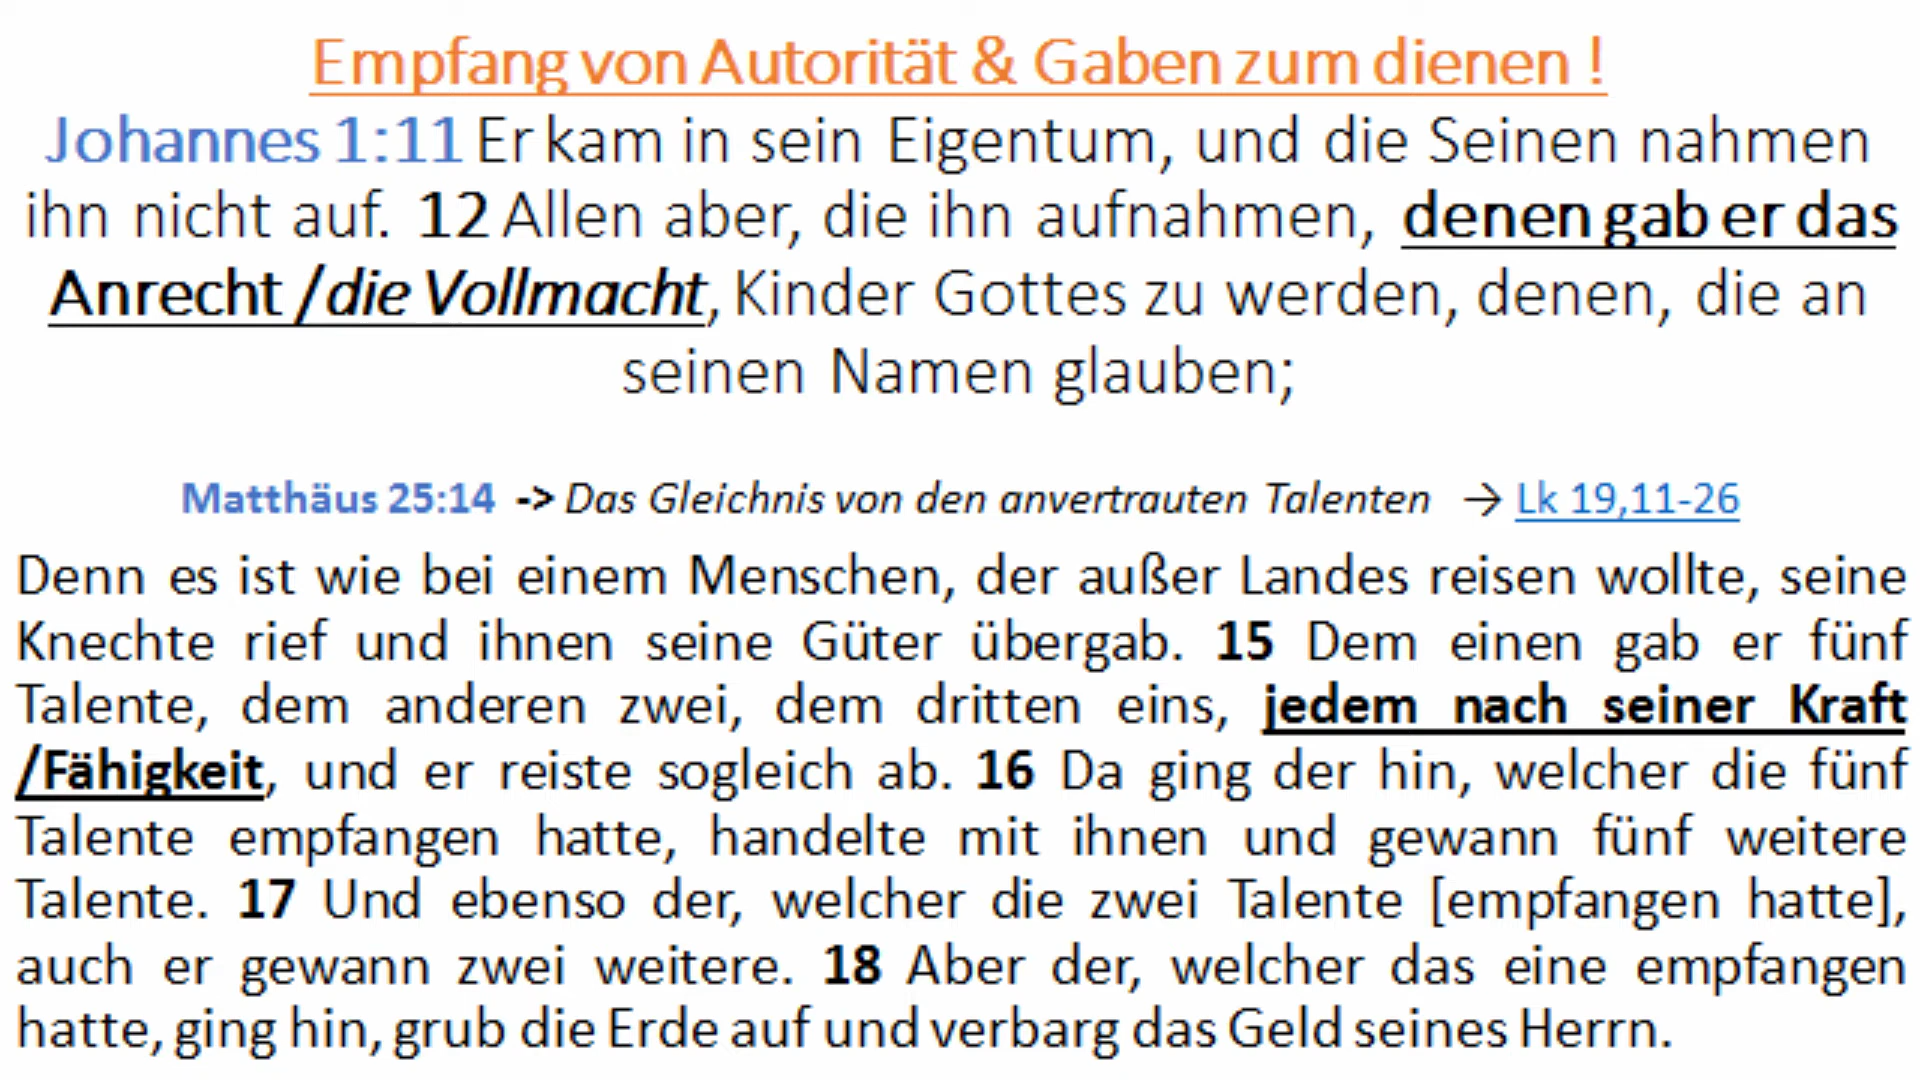 Empfang von Autorität & Gaben zum dienen !
Johannes 1:11 Er kam in sein Eigentum, und die Seinen nahmen
ihn nicht auf. 12 Allen aber, die ihn aufnahmen, denen gab er das
Anrecht /die Vollmacht, Kinder Gottes zu werden, denen, die an
seinen Namen glauben;
Matthäus 25:14 -> Das Gleichnis von den anvertrauten Talenten → Lk 19,11-26
Denn es ist wie bei einem Menschen, der außer Landes reisen wollte, seine
Knechte rief und ihnen seine Güter übergab. 15 Dem einen gab er fünf
Talente, dem anderen zwei, dem dritten eins, jedem nach seiner Kraft
/Fähigkeit, und er reiste sogleich ab. 16 Da ging der hin, welcher die fünf
Talente empfangen hatte, handelte mit ihnen und gewann fünf weitere
Talente. 17 Und ebenso der, welcher die zwei Talente [empfangen hatte],
auch er gewann zwei weitere. 18 Aber der, welcher das eine empfangen
hatte, ging hin, grub die Erde auf und verbarg das Geld seines Herrn.